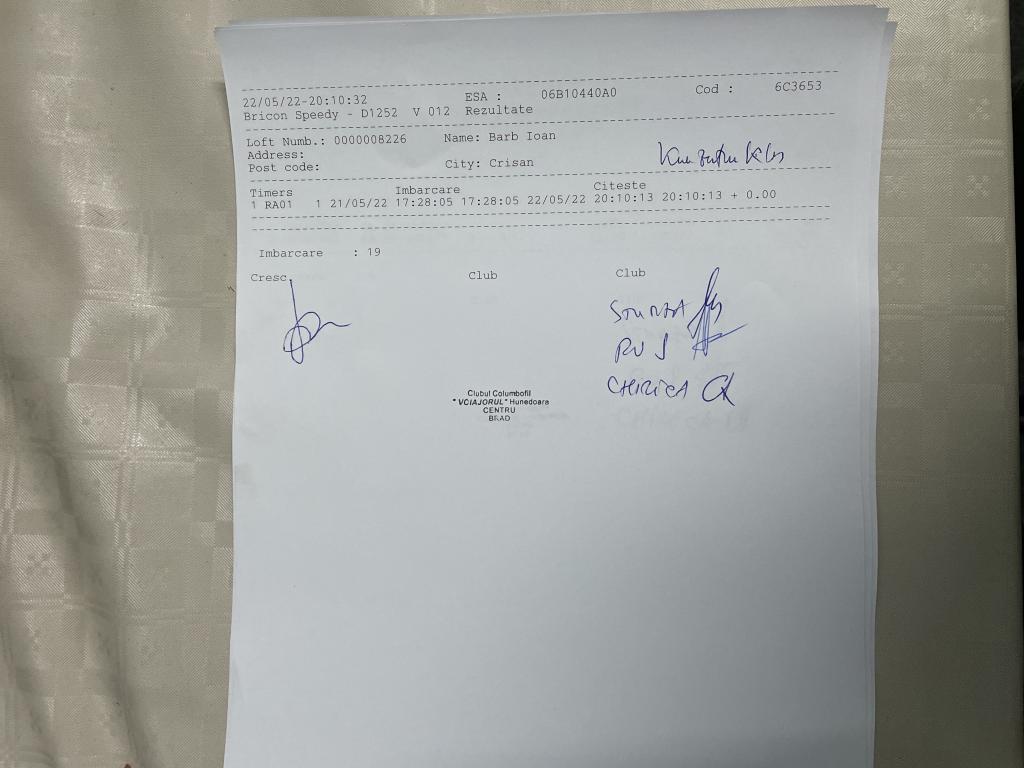 22/05/22-20:10:32 ESA : 06B10440A0 Cod : 6C3653
Bricon Speedy - D1252 V 012 Rezultate
Loft Numb.: 0000008226 Name: Barb Ioan
Address:
Post code: City: Crisan
Timers Imbarcare Citeste
1 RA01 1 21/05/22 17:28:05 17:28:05 22/05/22 20:10:13 20:10:13 + 0.00
Imbarcare : 19
Cresc. Club Club
CHIRICA
Clubul Columbofil
"VCIAJORUL" Hunedoara
CENTRU
BRAD